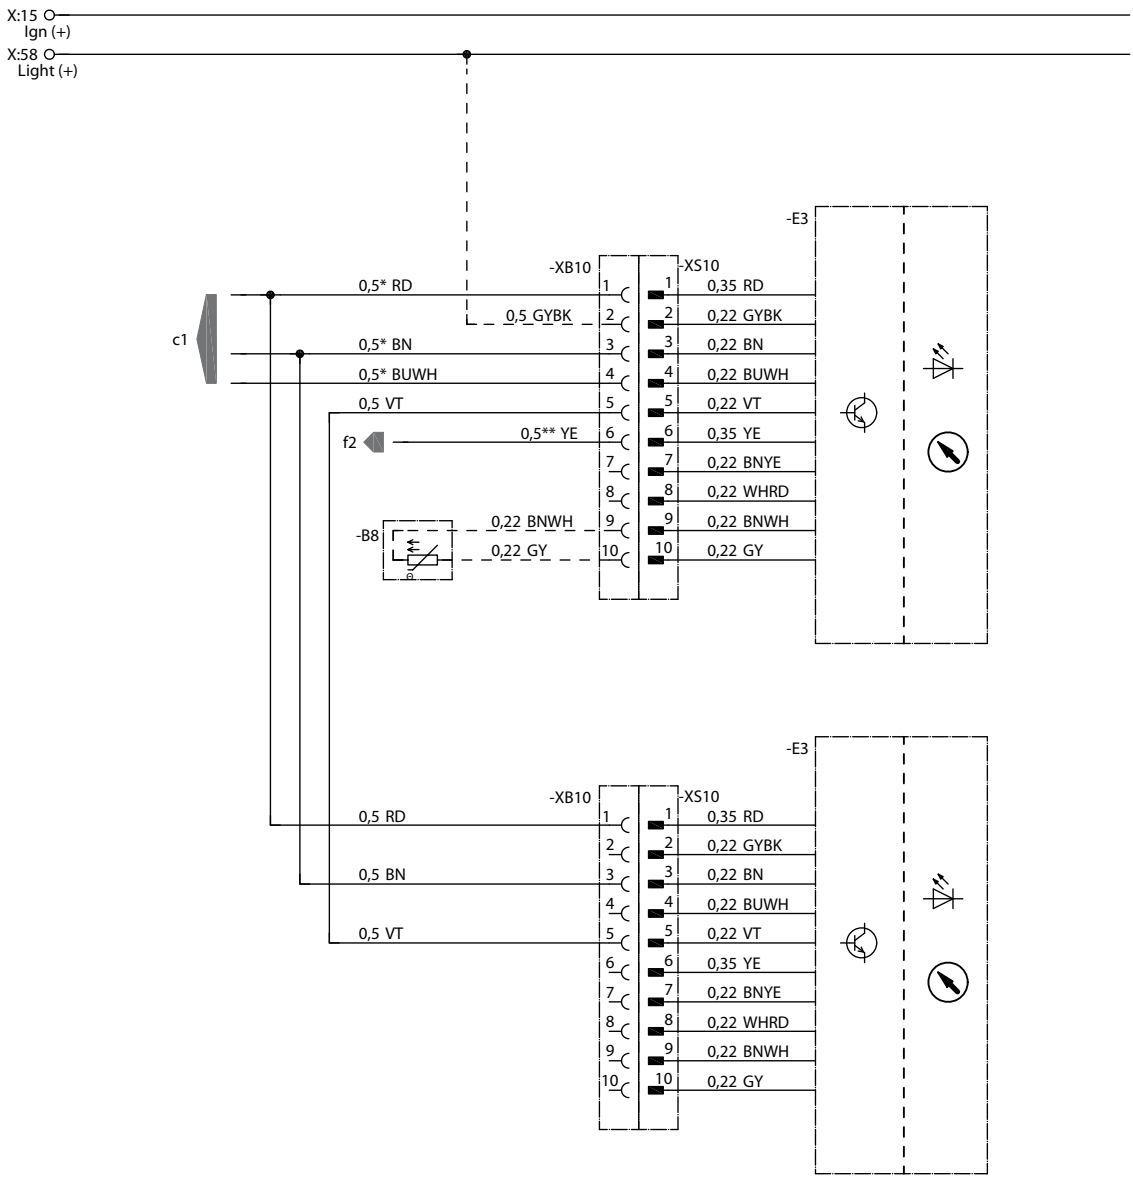 X:15
Ign (+)
X:58
Light (+)
-E3
-XB10
-XS10
0,5* RD 1 1 0,35 RD
0,5 GYBK 2 2 0,22 GYBK
c1
0,5* BN 3 3 0,22 BN
0,5* BUWH 4 4 0,22 BUWH
0,5 VT 5 5 0,22 VT
f2 0,5** YE 6 6 0,35 YE
7 7 0,22 BNYE
8 8 0,22 WHRD
-B8 0,22 BNWH 9 9 0,22 BNWH
0,22 GY 10 10 0,22 GY
Θ
-E3
-XB10
-XS10
0,5 RD 1 1 0,35 RD
2 2 0,22 GYBK
0,5 BN 3 3 0,22 BN
4 4 0,22 BUWH
0,5 VT 5 5 0,22 VT
6 6 0,35 YE
7 7 0,22 BNYE
8 8 0,22 WHRD
9 9 0,22 BNWH
10 10 0,22 GY